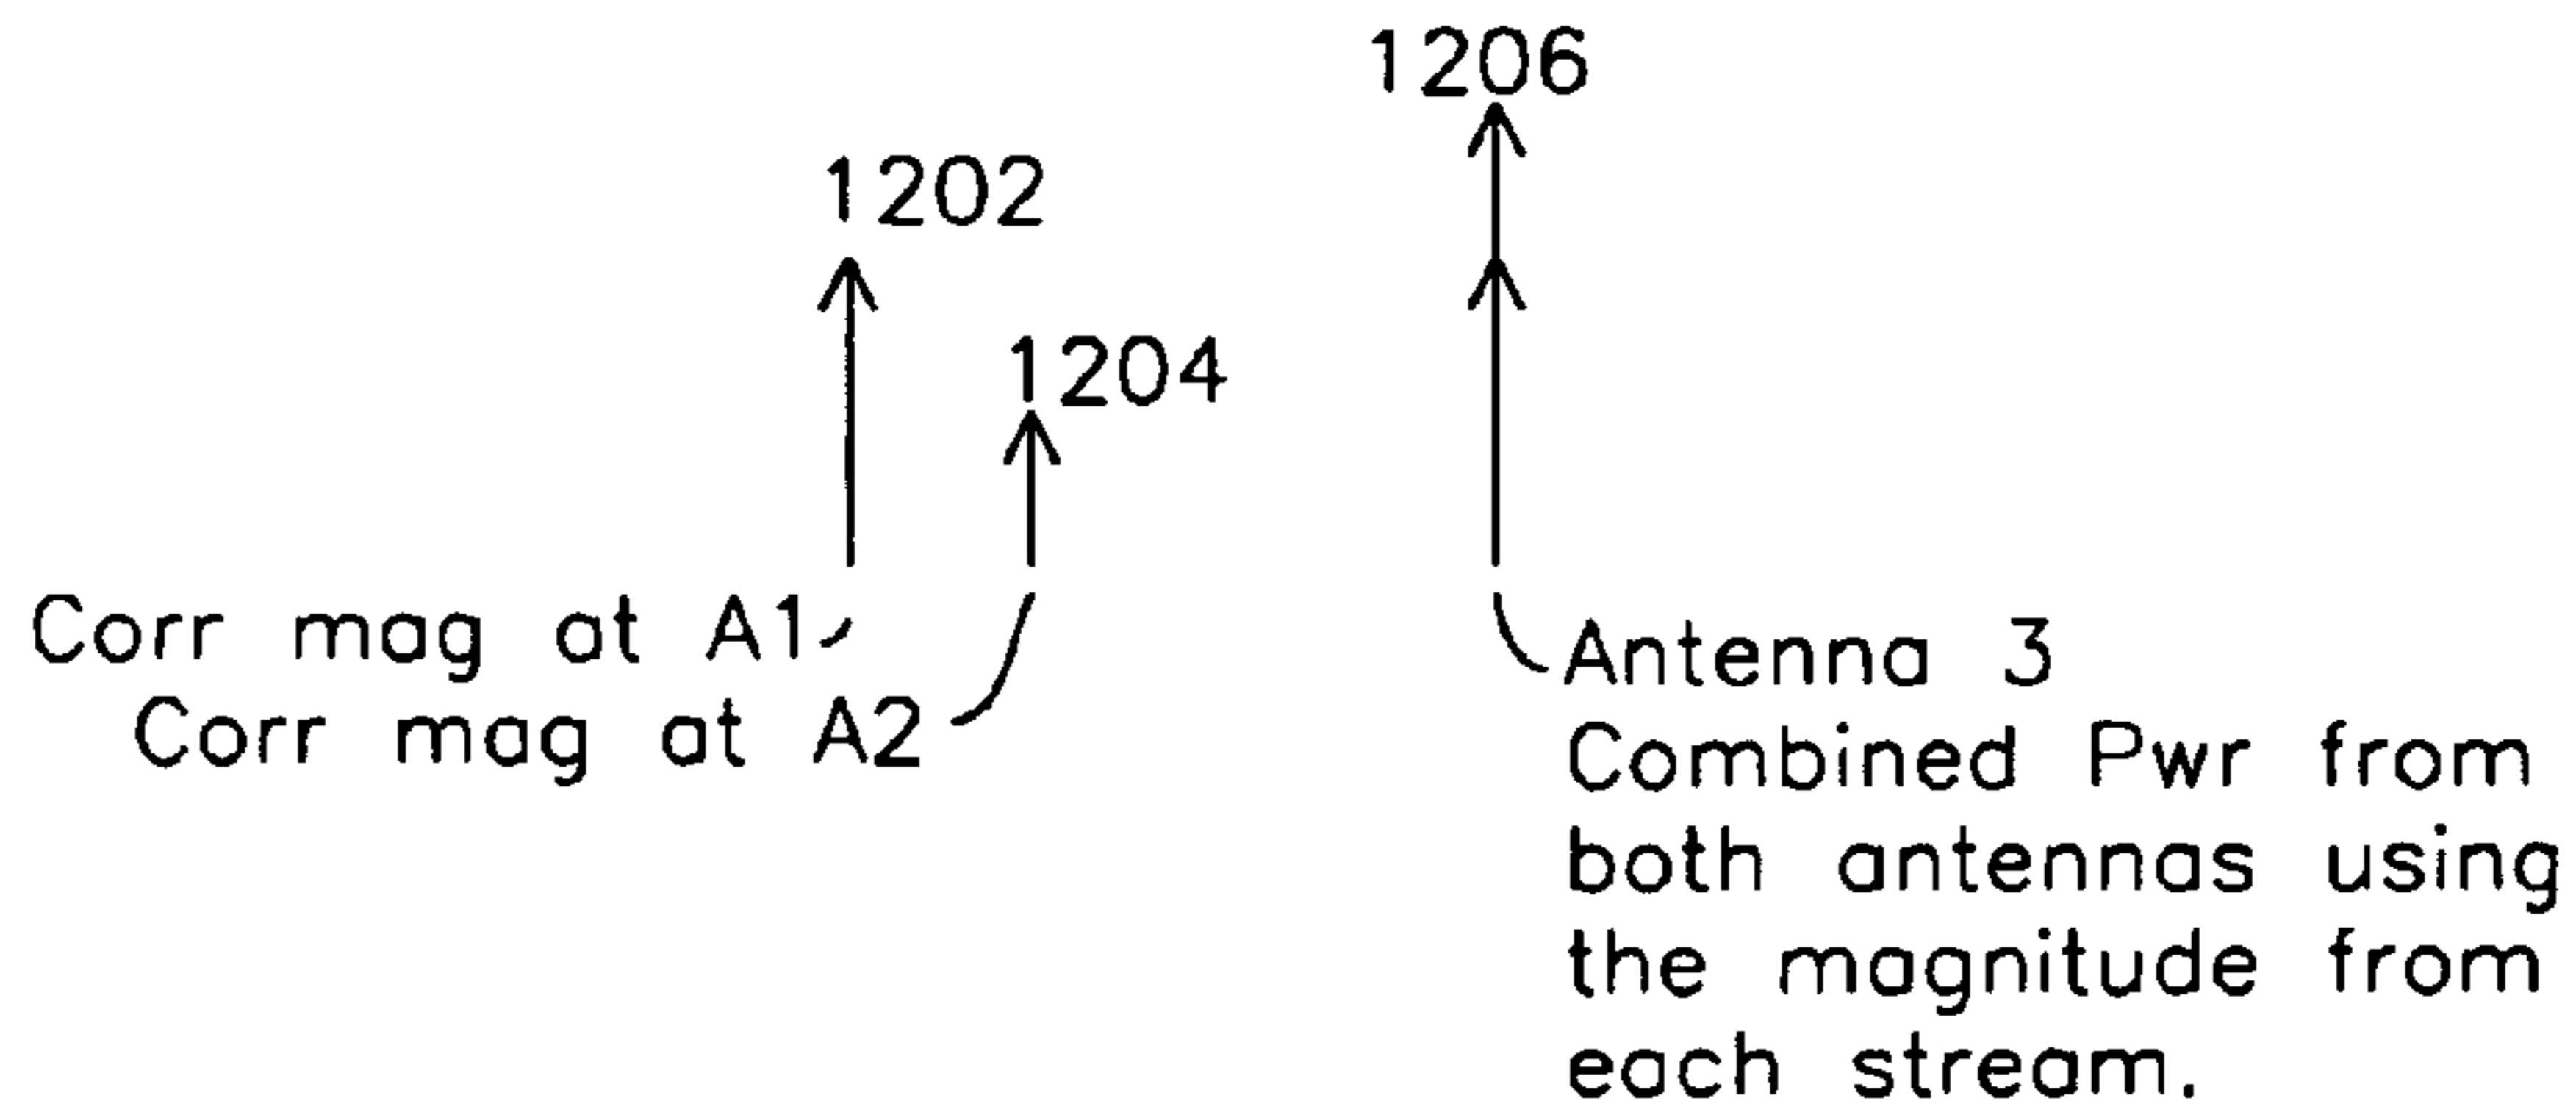 1206
1202
1204
Corr mag at A1
Corr mag at A2
Antenna 3
Combined Pwr from
both antennas using
the magnitude from
each stream.